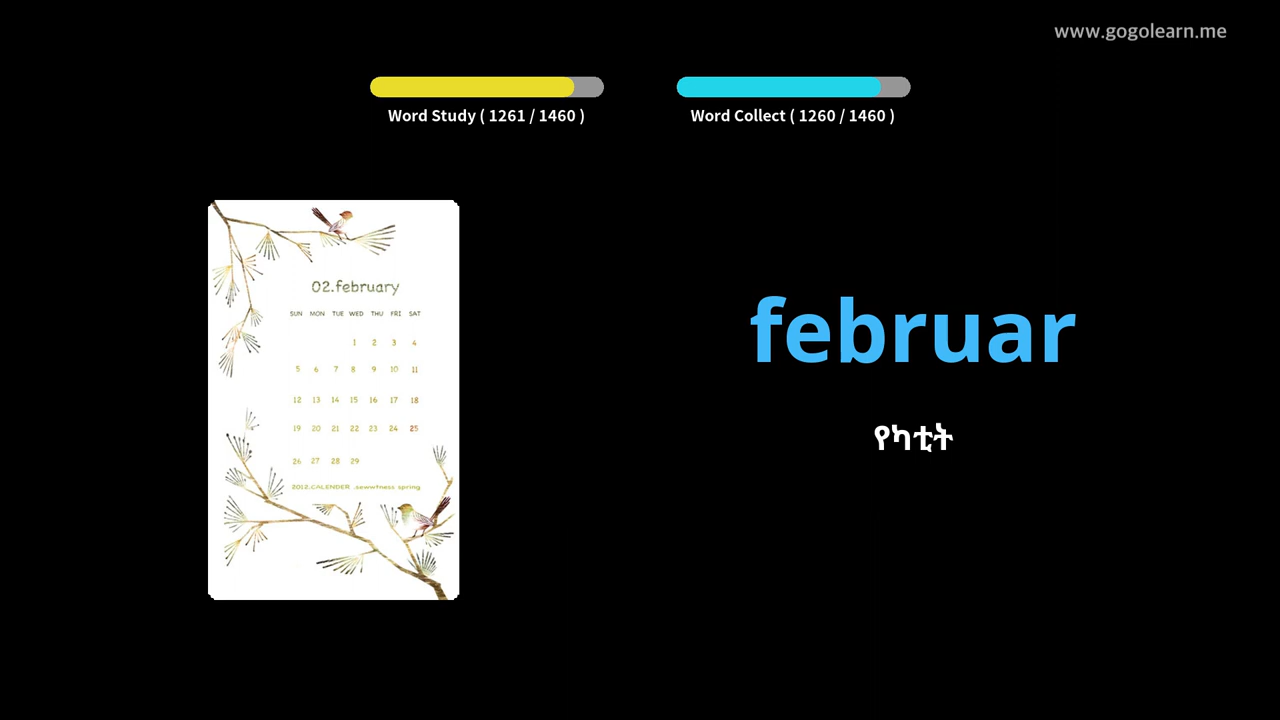 www.gogolearn.me
Word Study ( 1261 / 1460 )
Word Collect ( 1260 / 1460 )
02.february
SUN MON TUE WED THU FRI SAT
1 2 3 4
5 6 7 8 9 10 11
12 13 14 15 16 17 18
19 20 21 22 23 24 25
26 27 28 29
2012.CALENDER .sewwtness spring
februar
የካቲት